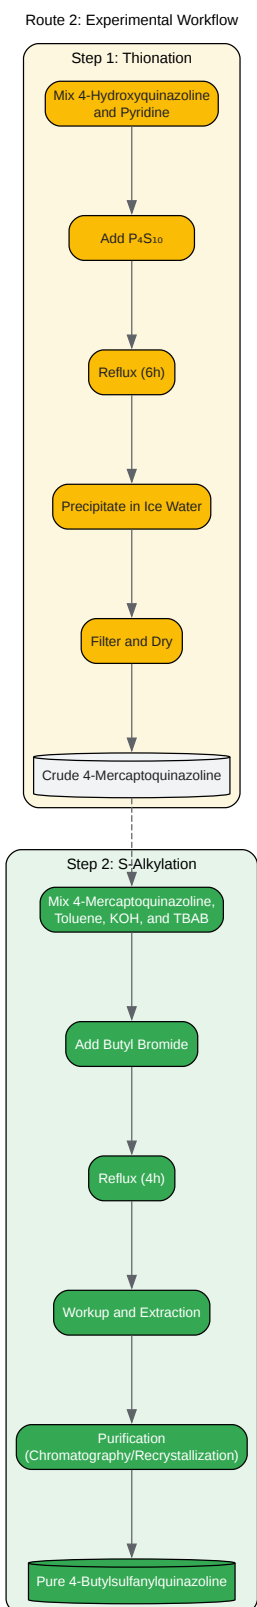 Route 2: Experimental Workflow
Step 1: Thionation
Mix 4-Hydroxyquinazoline
and Pyridine
Add P₄S₁₀
Reflux (6h)
Precipitate in Ice Water
Filter and Dry
Crude 4-Mercaptoquinazoline
Step 2: S-Alkylation
Mix 4-Mercaptoquinazoline,
Toluene, KOH, and TBAB
Add Butyl Bromide
Reflux (4h)
Workup and Extraction
Purification
(Chromatography/Recrystallization)
Pure 4-Butylsulfanylquinazoline